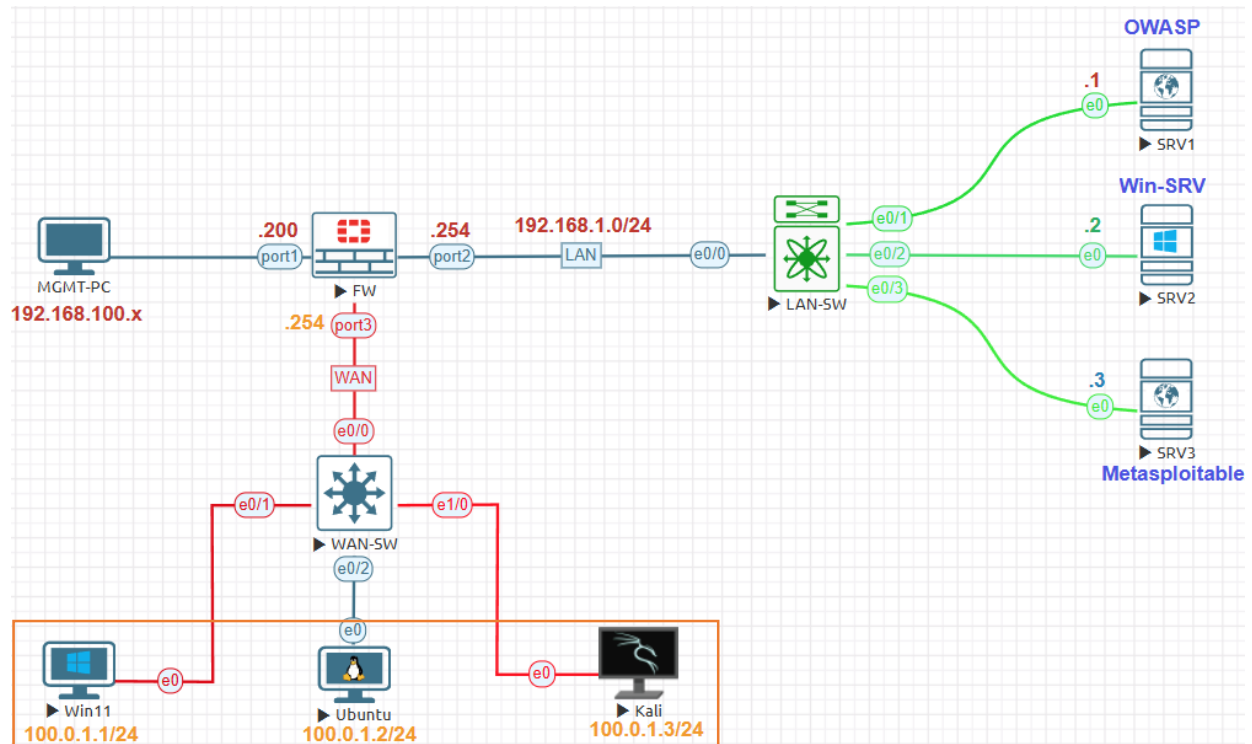 OWASP
.1
e0
SRV1
Win-SRV
.200
.254
192.168.1.0/24
e0/1
.2
port1
port2
LAN
e0/0
e0/2
e0
MGMT-PC
FW
e0/3
SRV2
192.168.100.x
LAN-SW
.254
port3
WAN
.3
e0
e0/0
SRV3
Metasploitable
e0/1
e1/0
WAN-SW
e0/2
e0
e0
e0
Win11
Ubuntu
Kali
100.0.1.1/24
100.0.1.2/24
100.0.1.3/24